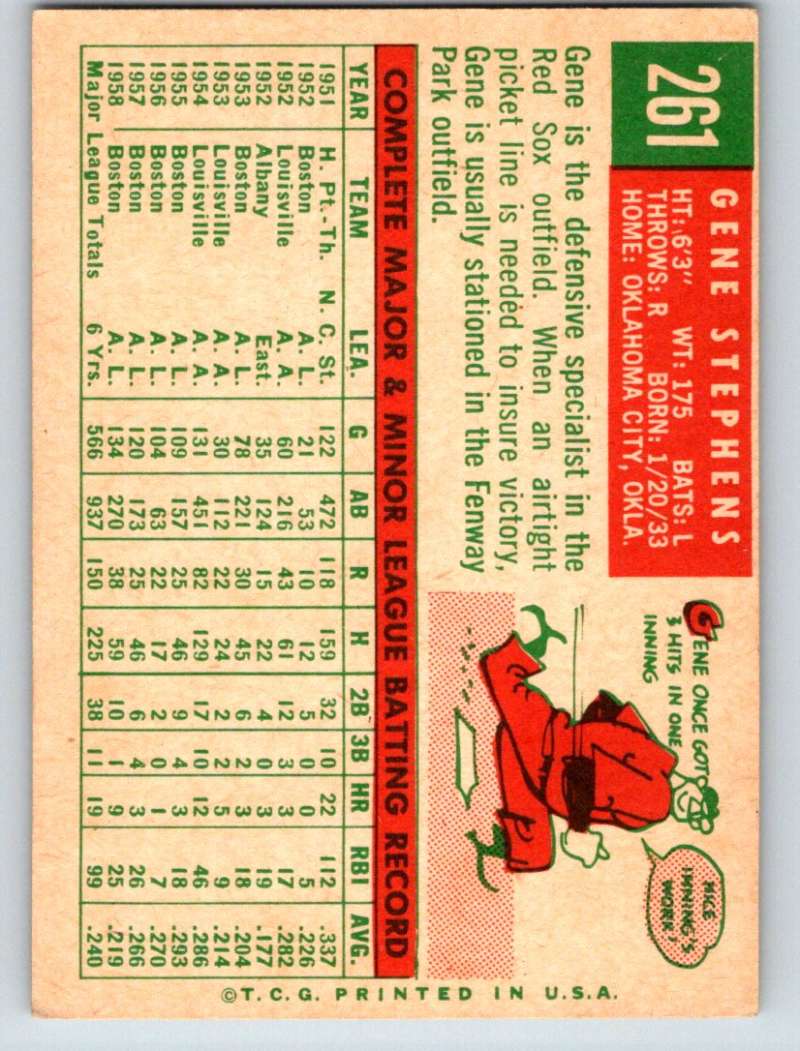 261
GENE STEPHENS
HT: 6'3" WT: 175 BATS: L
THROWS: R BORN: 1/20/33
HOME: OKLAHOMA CITY, OKLA.
GENE ONCE GOT
3 HITS IN ONE
INNING
NICE
INNING'S
WORK!
Gene is the defensive specialist in the
Red Sox outfield. When an airtight
picket line is needed to insure victory,
Gene is usually stationed in the Fenway
Park outfield.
COMPLETE MAJOR & MINOR LEAGUE BATTING RECORD
YEAR TEAM LEA. G AB R H 2B 3B HR RBI AVG.
1951 H. Pt.-Th. N. C. St. 122 472 118 159 32 10 22 112 .337
1952 Boston A. L. 21 53 10 12 5 0 0 5 .226
1952 Louisville A. A. 60 216 43 61 12 3 3 17 .282
1952 Albany East. 35 124 15 22 4 0 3 19 .177
1953 Boston A. L. 78 221 30 45 6 2 3 18 .204
1953 Louisville A. A. 30 112 22 24 2 2 5 9 .214
1954 Louisville A. A. 131 451 82 129 17 10 12 46 .286
1955 Boston A. L. 109 157 25 46 9 4 3 18 .293
1956 Boston A. L. 104 63 22 17 2 0 1 7 .270
1957 Boston A. L. 120 173 25 46 6 4 3 26 .266
1958 Boston A. L. 134 270 38 59 10 1 9 25 .219
Major League Totals 6 Yrs. 566 937 150 225 38 11 19 99 .240
©T.C.G. PRINTED IN U.S.A.